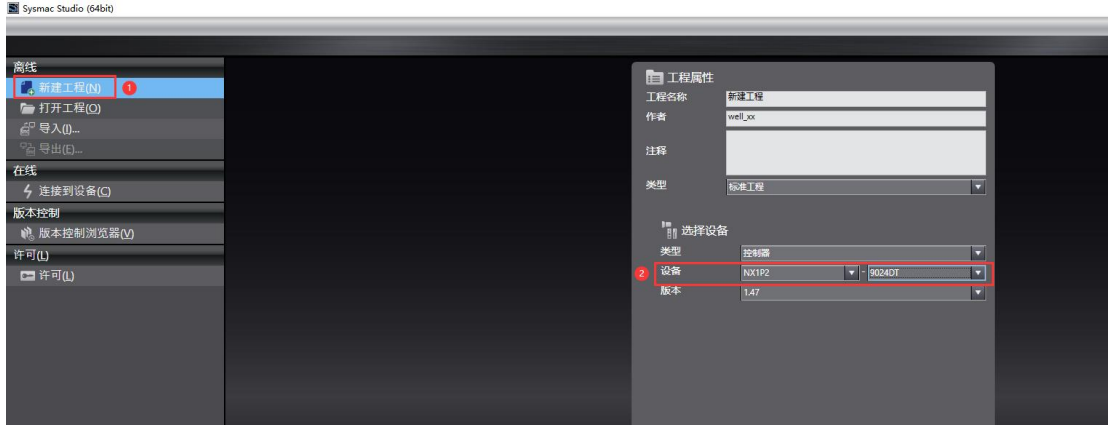 Sysmac Studio (64bit)
离线
新建工程(N) 1
打开工程(O)
导入(I)...
导出(E)...
在线
连接到设备(C)
版本控制
版本控制浏览器(V)
许可(L)
许可(L)
工程属性
工程名称 新建工程
作者 well_xx
注释
类型 标准工程
选择设备
类型 控制器
2 设备 NX1P2 - 9024DT
版本 1.47